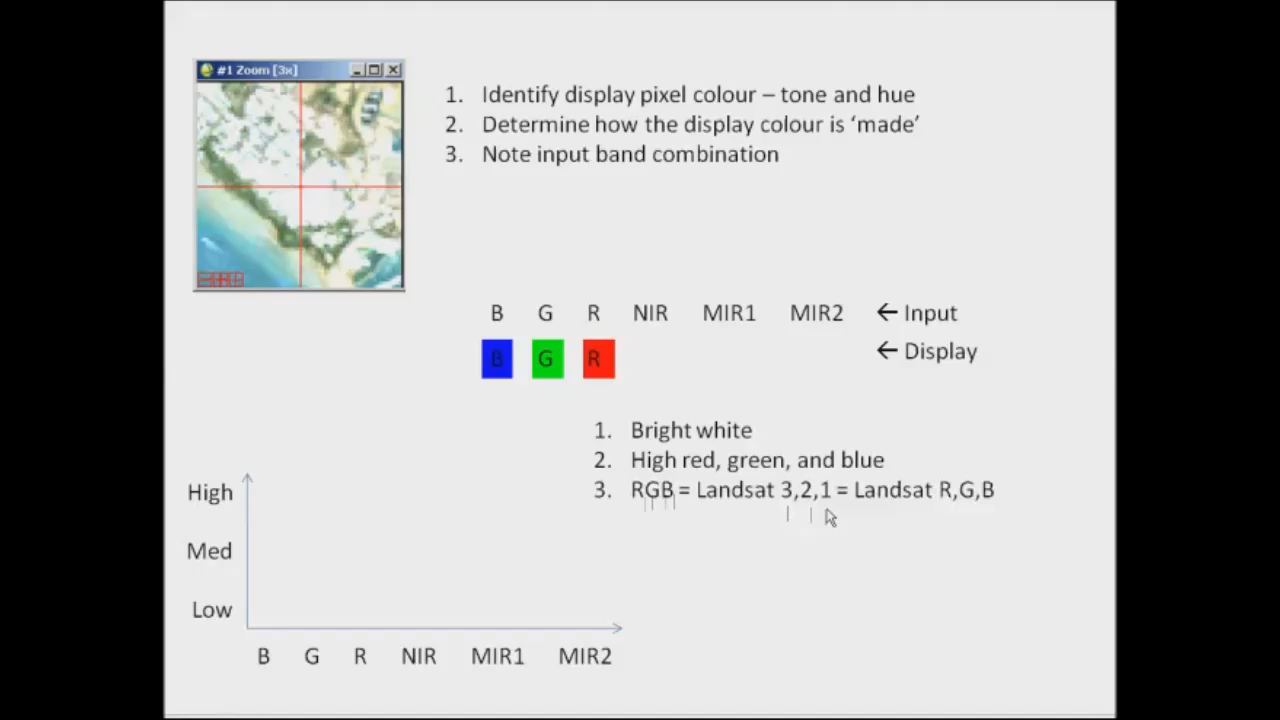 #1 Zoom [3x]
1. Identify display pixel colour – tone and hue
2. Determine how the display colour is ‘made’
3. Note input band combination
B G R NIR MIR1 MIR2 ← Input
B G R ← Display
1. Bright white
2. High red, green, and blue
3. RGB = Landsat 3,2,1 = Landsat R,G,B
High
Med
Low
B G R NIR MIR1 MIR2